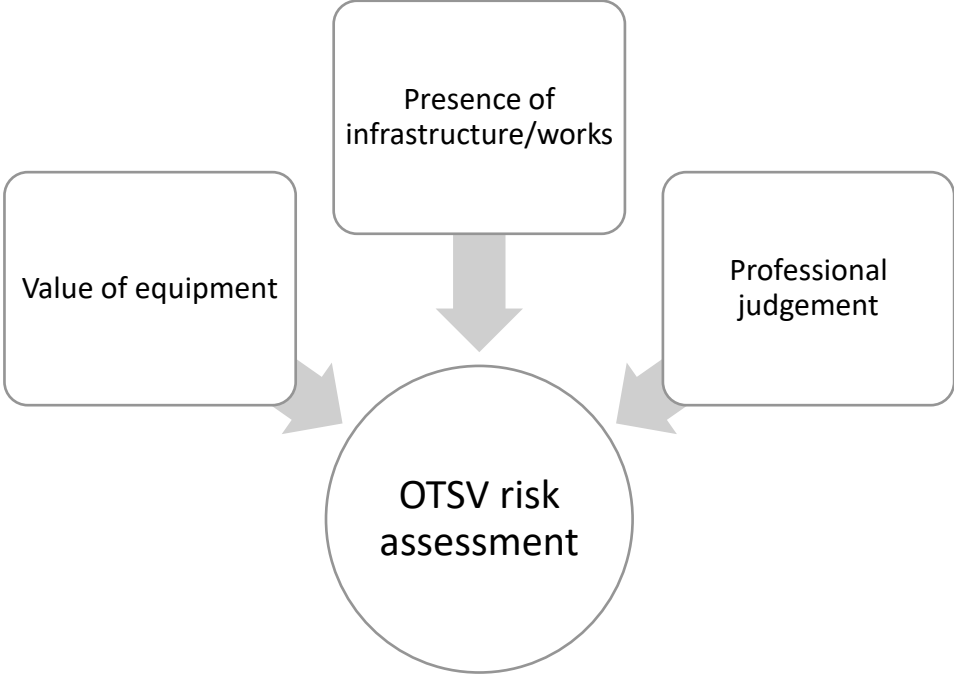 Presence of
infrastructure/works
Value of equipment
Professional
judgement
OTSV risk
assessment